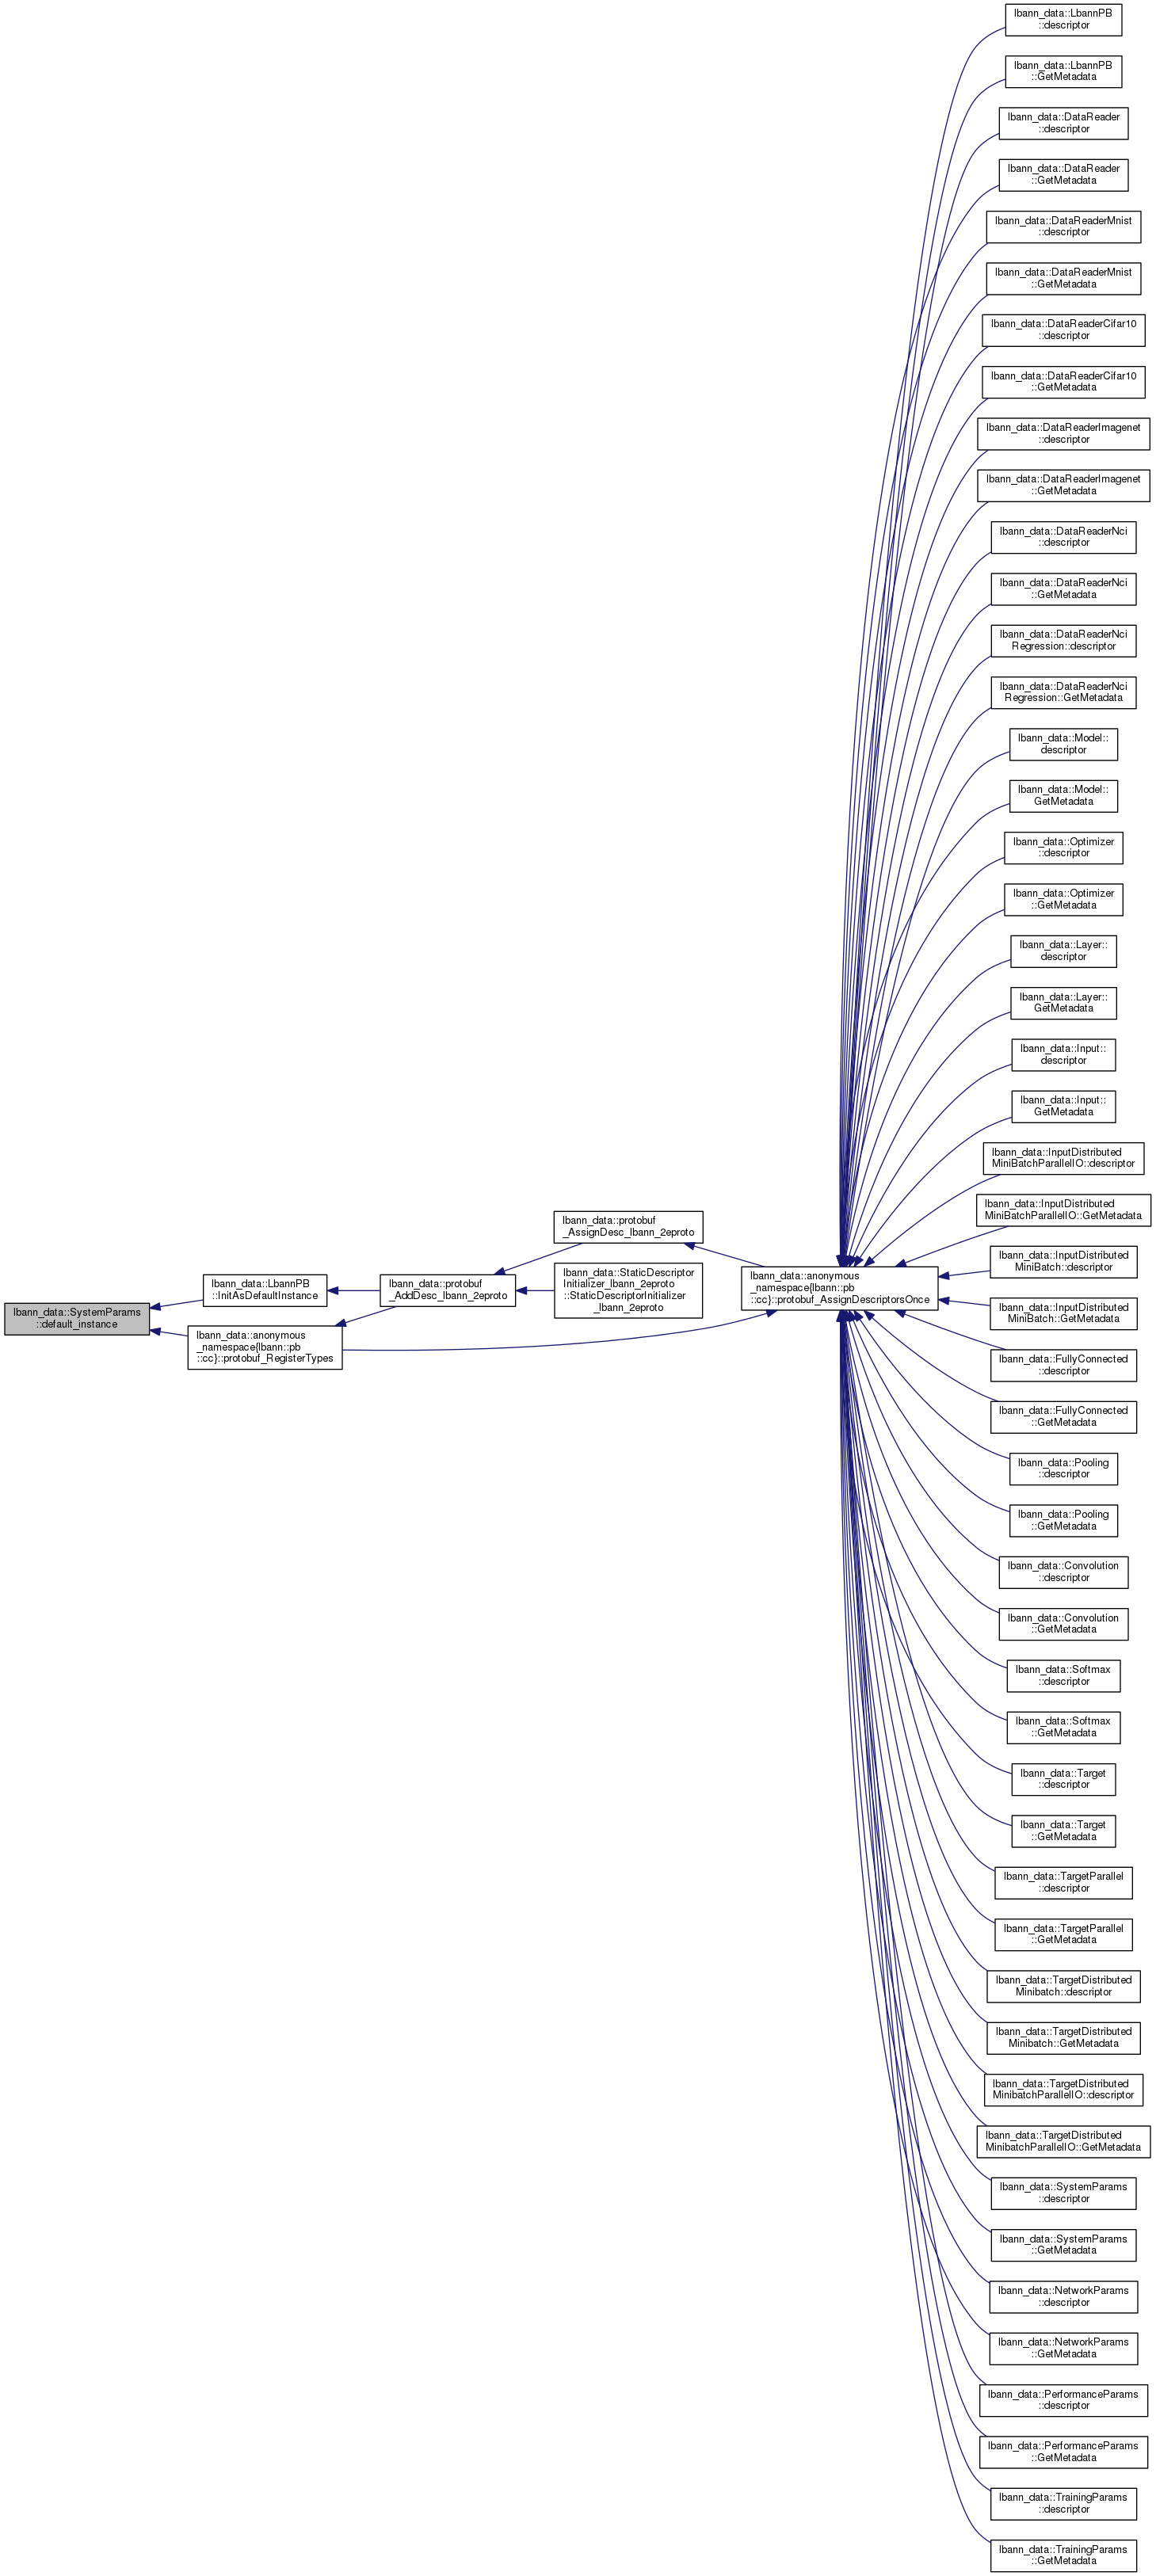 lbann_data::SystemParams
::default_instance
lbann_data::LbannPB
::InitAsDefaultInstance
lbann_data::anonymous
_namespace{lbann::pb
::cc}::protobuf_RegisterTypes
lbann_data::protobuf
_AddDesc_lbann_2eproto
lbann_data::protobuf
_AssignDesc_lbann_2eproto
lbann_data::StaticDescriptor
Initializer_lbann_2eproto
::StaticDescriptorInitializer
_lbann_2eproto
lbann_data::anonymous
_namespace{lbann::pb
::cc}::protobuf_AssignDescriptorsOnce
lbann_data::LbannPB
::descriptor
lbann_data::LbannPB
::GetMetadata
lbann_data::DataReader
::descriptor
lbann_data::DataReader
::GetMetadata
lbann_data::DataReaderMnist
::descriptor
lbann_data::DataReaderMnist
::GetMetadata
lbann_data::DataReaderCifar10
::descriptor
lbann_data::DataReaderCifar10
::GetMetadata
lbann_data::DataReaderImagenet
::descriptor
lbann_data::DataReaderImagenet
::GetMetadata
lbann_data::DataReaderNci
::descriptor
lbann_data::DataReaderNci
::GetMetadata
lbann_data::DataReaderNci
Regression::descriptor
lbann_data::DataReaderNci
Regression::GetMetadata
lbann_data::Model::
descriptor
lbann_data::Model::
GetMetadata
lbann_data::Optimizer
::descriptor
lbann_data::Optimizer
::GetMetadata
lbann_data::Layer::
descriptor
lbann_data::Layer::
GetMetadata
lbann_data::Input::
descriptor
lbann_data::Input::
GetMetadata
lbann_data::InputDistributed
MiniBatchParallelIO::descriptor
lbann_data::InputDistributed
MiniBatchParallelIO::GetMetadata
lbann_data::InputDistributed
MiniBatch::descriptor
lbann_data::InputDistributed
MiniBatch::GetMetadata
lbann_data::FullyConnected
::descriptor
lbann_data::FullyConnected
::GetMetadata
lbann_data::Pooling
::descriptor
lbann_data::Pooling
::GetMetadata
lbann_data::Convolution
::descriptor
lbann_data::Convolution
::GetMetadata
lbann_data::Softmax
::descriptor
lbann_data::Softmax
::GetMetadata
lbann_data::Target
::descriptor
lbann_data::Target
::GetMetadata
lbann_data::TargetParallel
::descriptor
lbann_data::TargetParallel
::GetMetadata
lbann_data::TargetDistributed
Minibatch::descriptor
lbann_data::TargetDistributed
Minibatch::GetMetadata
lbann_data::TargetDistributed
MinibatchParallelIO::descriptor
lbann_data::TargetDistributed
MinibatchParallelIO::GetMetadata
lbann_data::SystemParams
::descriptor
lbann_data::SystemParams
::GetMetadata
lbann_data::NetworkParams
::descriptor
lbann_data::NetworkParams
::GetMetadata
lbann_data::PerformanceParams
::descriptor
lbann_data::PerformanceParams
::GetMetadata
lbann_data::TrainingParams
::descriptor
lbann_data::TrainingParams
::GetMetadata